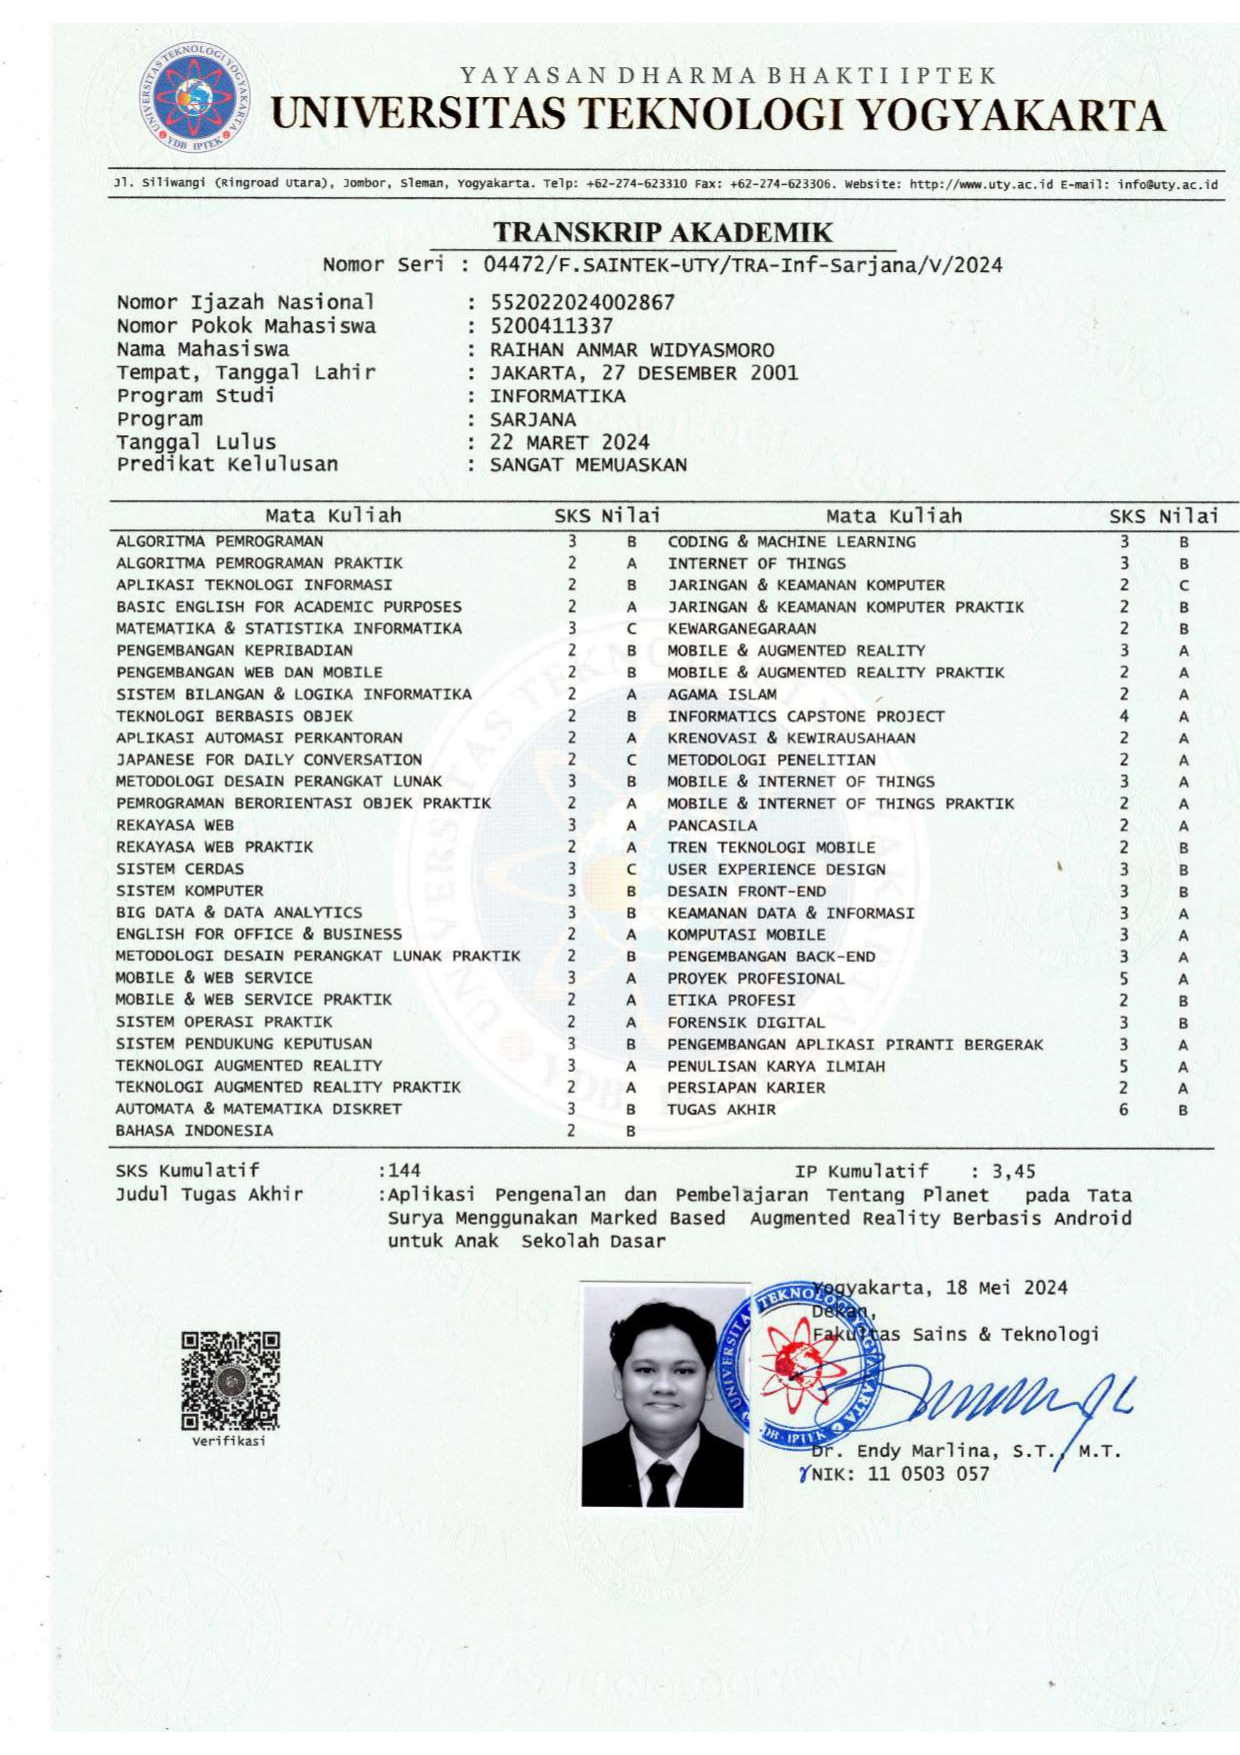 YAYASAN DHARMA BHAKTI IPTEK
UNIVERSITAS TEKNOLOGI YOGYAKARTA
UNIVERSITAS TEKNOLOGI YOGYAKARTA
YDB IPTEK
Jl. Siliwangi (Ringroad Utara), Jombor, Sleman, Yogyakarta. Telp: +62-274-623310 Fax: +62-274-623306. Website: http://www.uty.ac.id E-mail: info@uty.ac.id
TRANSKRIP AKADEMIK
Nomor Seri : 04472/F.SAINTEK-UTY/TRA-Inf-Sarjana/V/2024
Nomor Ijazah Nasional : 552022024002867
Nomor Pokok Mahasiswa : 5200411337
Nama Mahasiswa : RAIHAN ANMAR WIDYASMORO
Tempat, Tanggal Lahir : JAKARTA, 27 DESEMBER 2001
Program Studi : INFORMATIKA
Program : SARJANA
Tanggal Lulus : 22 MARET 2024
Predikat Kelulusan : SANGAT MEMUASKAN
Mata Kuliah SKS Nilai Mata Kuliah SKS Nilai
ALGORITMA PEMROGRAMAN 3 B CODING & MACHINE LEARNING 3 B
ALGORITMA PEMROGRAMAN PRAKTIK 2 A INTERNET OF THINGS 3 B
APLIKASI TEKNOLOGI INFORMASI 2 B JARINGAN & KEAMANAN KOMPUTER 2 C
BASIC ENGLISH FOR ACADEMIC PURPOSES 2 A JARINGAN & KEAMANAN KOMPUTER PRAKTIK 2 B
MATEMATIKA & STATISTIKA INFORMATIKA 3 C KEWARGANEGARAAN 2 B
PENGEMBANGAN KEPRIBADIAN 2 B MOBILE & AUGMENTED REALITY 3 A
PENGEMBANGAN WEB DAN MOBILE 2 B MOBILE & AUGMENTED REALITY PRAKTIK 2 A
SISTEM BILANGAN & LOGIKA INFORMATIKA 2 A AGAMA ISLAM 2 A
TEKNOLOGI BERBASIS OBJEK 2 B INFORMATICS CAPSTONE PROJECT 4 A
APLIKASI AUTOMASI PERKANTORAN 2 A KRENOVASI & KEWIRAUSAHAAN 2 A
JAPANESE FOR DAILY CONVERSATION 2 C METODOLOGI PENELITIAN 2 A
METODOLOGI DESAIN PERANGKAT LUNAK 3 B MOBILE & INTERNET OF THINGS 3 A
PEMROGRAMAN BERORIENTASI OBJEK PRAKTIK 2 A MOBILE & INTERNET OF THINGS PRAKTIK 2 A
REKAYASA WEB 3 A PANCASILA 2 A
REKAYASA WEB PRAKTIK 2 A TREN TEKNOLOGI MOBILE 2 B
SISTEM CERDAS 3 C USER EXPERIENCE DESIGN 3 B
SISTEM KOMPUTER 3 B DESAIN FRONT-END 3 B
BIG DATA & DATA ANALYTICS 3 B KEAMANAN DATA & INFORMASI 3 A
ENGLISH FOR OFFICE & BUSINESS 2 A KOMPUTASI MOBILE 3 A
METODOLOGI DESAIN PERANGKAT LUNAK PRAKTIK 2 B PENGEMBANGAN BACK-END 3 A
MOBILE & WEB SERVICE 3 A PROYEK PROFESIONAL 5 A
MOBILE & WEB SERVICE PRAKTIK 2 A ETIKA PROFESI 2 B
SISTEM OPERASI PRAKTIK 2 A FORENSIK DIGITAL 3 B
SISTEM PENDUKUNG KEPUTUSAN 3 B PENGEMBANGAN APLIKASI PIRANTI BERGERAK 3 A
TEKNOLOGI AUGMENTED REALITY 3 A PENULISAN KARYA ILMIAH 5 A
TEKNOLOGI AUGMENTED REALITY PRAKTIK 2 A PERSIAPAN KARIER 2 A
AUTOMATA & MATEMATIKA DISKRET 3 B TUGAS AKHIR 6 B
BAHASA INDONESIA 2 B
SKS Kumulatif :144 IP Kumulatif : 3,45
Judul Tugas Akhir :Aplikasi Pengenalan dan Pembelajaran Tentang Planet pada Tata
Surya Menggunakan Marked Based Augmented Reality Berbasis Android
untuk Anak Sekolah Dasar
Yogyakarta, 18 Mei 2024
Dekan,
Fakultas Sains & Teknologi
Verifikasi
Dr. Endy Marlina, S.T., M.T.
NIK: 11 0503 057